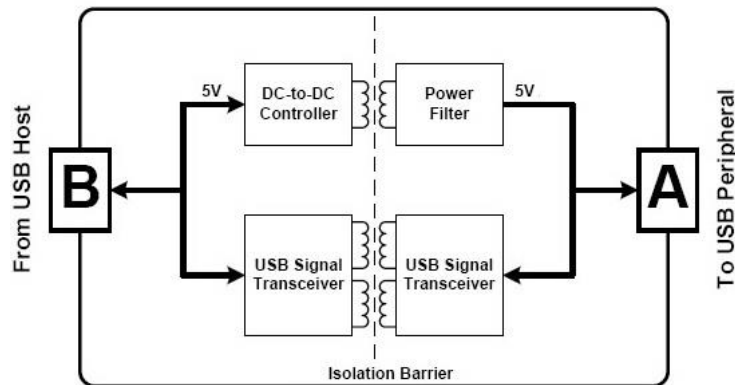 From USB Host
B
5V
DC-to-DC
Controller
Power
Filter
5V
USB Signal
Transceiver
USB Signal
Transceiver
A
To USB Peripheral
Isolation Barrier